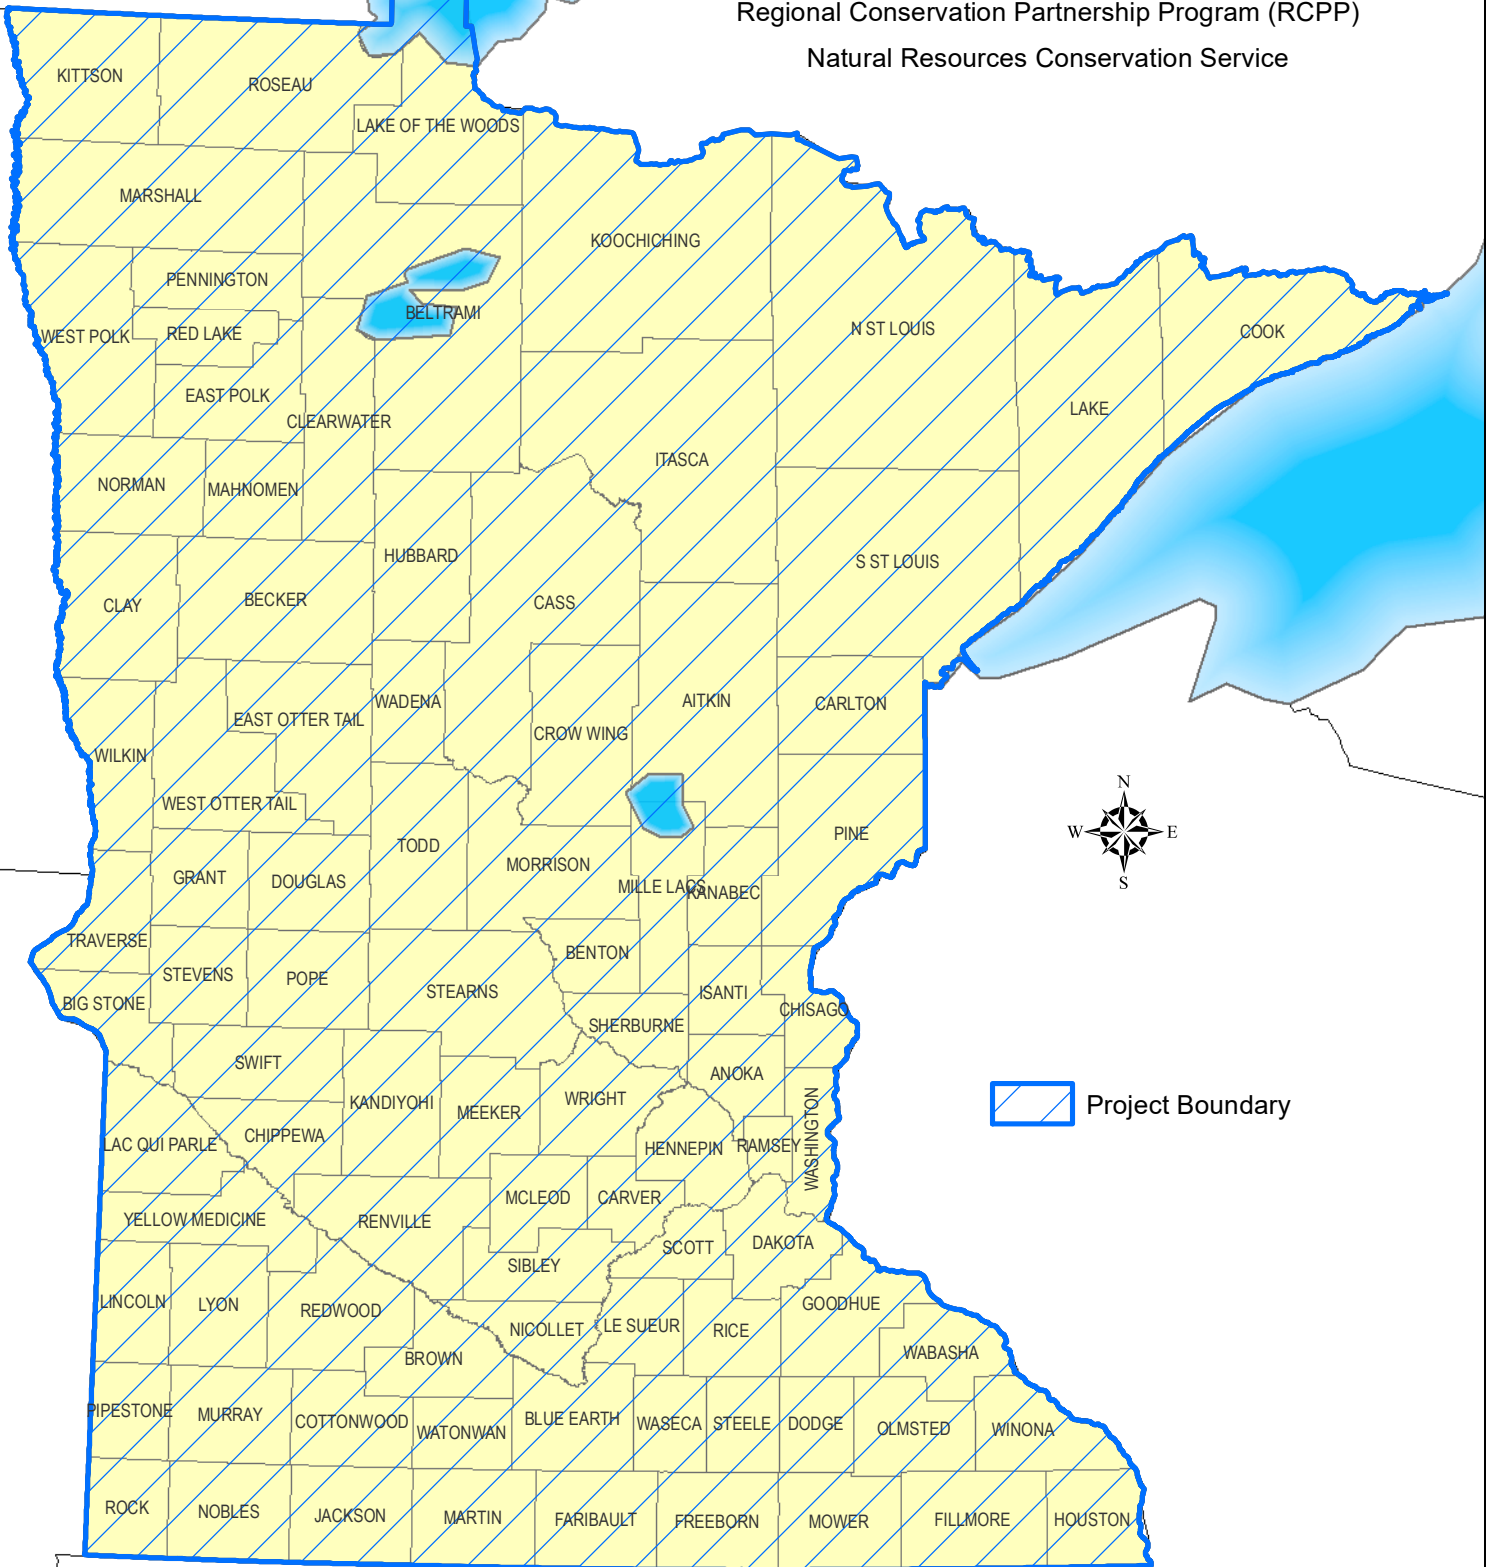 Regional Conservation Partnership Program (RCPP)
Natural Resources Conservation Service
KITTSON
ROSEAU
LAKE OF THE WOODS
MARSHALL
KOOCHICHING
PENNINGTON
BELTRAMI
N ST LOUIS
COOK
WEST POLK
RED LAKE
EAST POLK
LAKE
CLEARWATER
ITASCA
NORMAN
MAHNOMEN
HUBBARD
S ST LOUIS
CLAY
BECKER
CASS
WADENA
AITKIN
CARLTON
EAST OTTER TAIL
CROW WING
WILKIN
WEST OTTER TAIL
N
W
E
S
PINE
TODD
MORRISON
GRANT
DOUGLAS
MILLE LACS
KANABEC
TRAVERSE
BENTON
STEVENS
POPE
STEARNS
ISANTI
BIG STONE
CHISAGO
SHERBURNE
SWIFT
ANOKA
KANDIYOHI
MEEKER
WRIGHT
Project Boundary
CHIPPEWA
LAC QUI PARLE
HENNEPIN
RAMSEY
WASHINGTON
MCLEOD
CARVER
YELLOW MEDICINE
RENVILLE
SCOTT
DAKOTA
SIBLEY
LINCOLN
LYON
REDWOOD
GOODHUE
NICOLLET
LE SUEUR
RICE
BROWN
WABASHA
PIPESTONE
MURRAY
COTTONWOOD
WATONWAN
BLUE EARTH
WASECA
STEELE
DODGE
OLMSTED
WINONA
ROCK
NOBLES
JACKSON
MARTIN
FARIBAULT
FREEBORN
MOWER
FILLMORE
HOUSTON